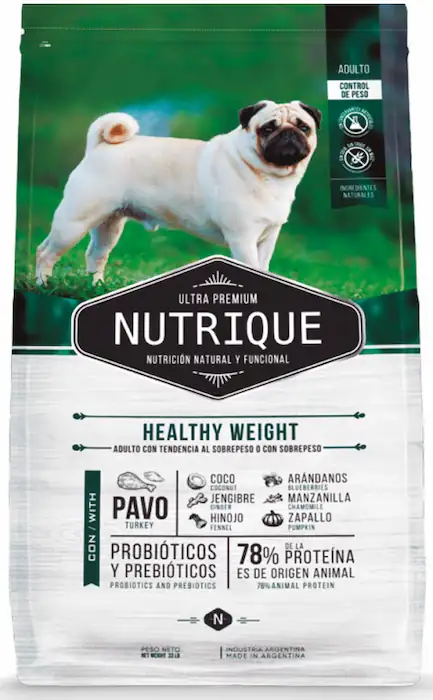 ADULTO
CONTROL
DE PESO
INGREDIENTES
NATURALES
ULTRA PREMIUM
NUTRIQUE
NUTRICIÓN NATURAL Y FUNCIONAL
HEALTHY WEIGHT
ADULTO CON TENDENCIA AL SOBREPESO O CON SOBREPESO
CON / WITH
PAVO
TURKEY
COCO
COCONUT
JENGIBRE
GINGER
HINOJO
FENNEL
ARÁNDANOS
BLUEBERRIES
MANZANILLA
CHAMOMILE
ZAPALLO
PUMPKIN
PROBIÓTICOS
Y PREBIÓTICOS
PROBIOTICS AND PREBIOTICS
78% DE LA PROTEÍNA
ES DE ORIGEN ANIMAL
78% ANIMAL PROTEIN
N
PESO NETO
NET WEIGHT 33 LB
INDUSTRIA ARGENTINA
MADE IN ARGENTINA